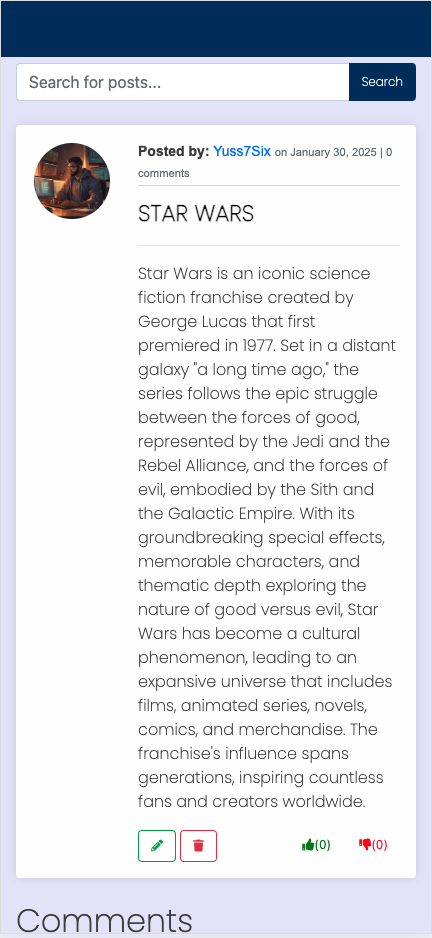 Search for posts...
Search
Posted by: Yuss7Six on January 30, 2025 | 0
comments
STAR WARS
Star Wars is an iconic science
fiction franchise created by
George Lucas that first
premiered in 1977. Set in a distant
galaxy "a long time ago," the
series follows the epic struggle
between the forces of good,
represented by the Jedi and the
Rebel Alliance, and the forces of
evil, embodied by the Sith and
the Galactic Empire. With its
groundbreaking special effects,
memorable characters, and
thematic depth exploring the
nature of good versus evil, Star
Wars has become a cultural
phenomenon, leading to an
expansive universe that includes
films, animated series, novels,
comics, and merchandise. The
franchise's influence spans
generations, inspiring countless
fans and creators worldwide.
(0) (0)
Comments